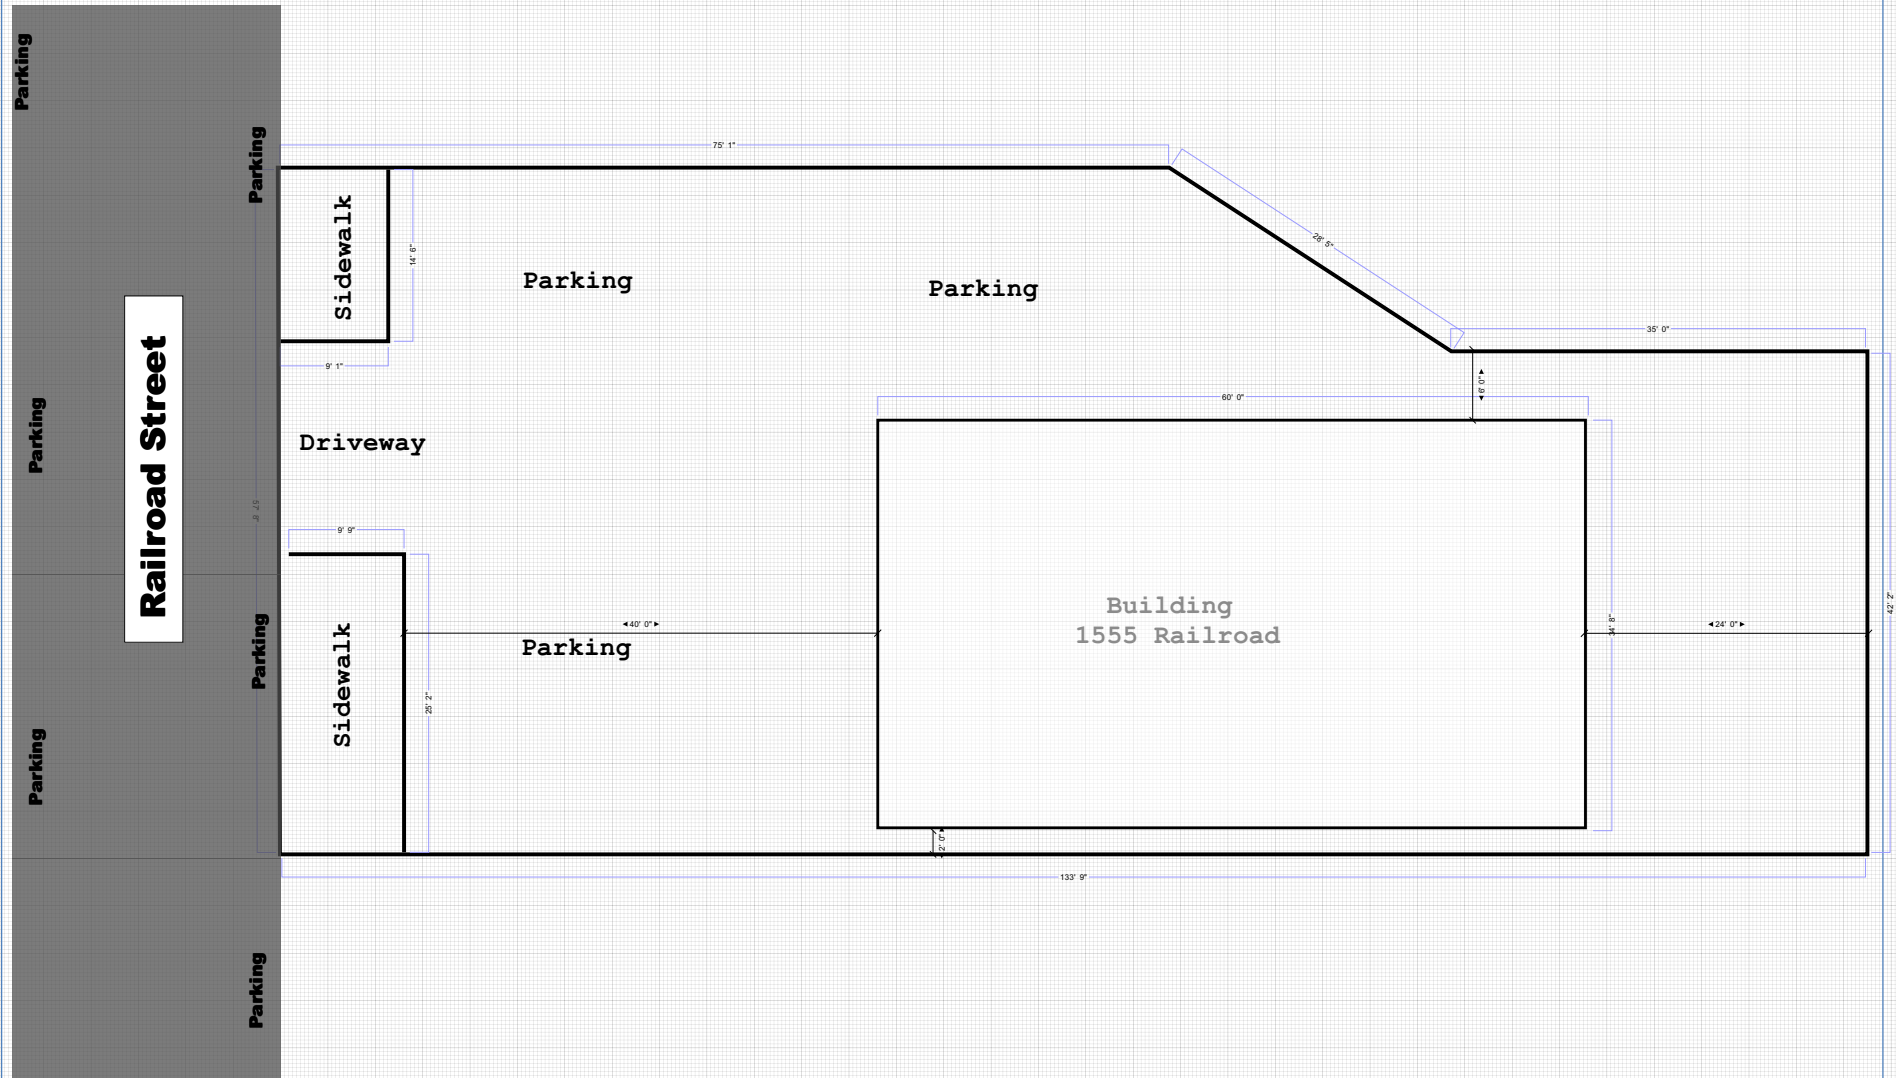 Parking
Parking
75' 1"
28' 5"
Sidewalk
14' 6"
Parking
Parking
35' 0"
9' 1"
6' 0"
60' 0"
Parking
Railroad Street
Driveway
9' 9"
Building
1555 Railroad
42' 2"
34' 8"
40' 0"
24' 0"
Parking
Sidewalk
Parking
25' 2"
Parking
2' 0"
133' 9"
Parking